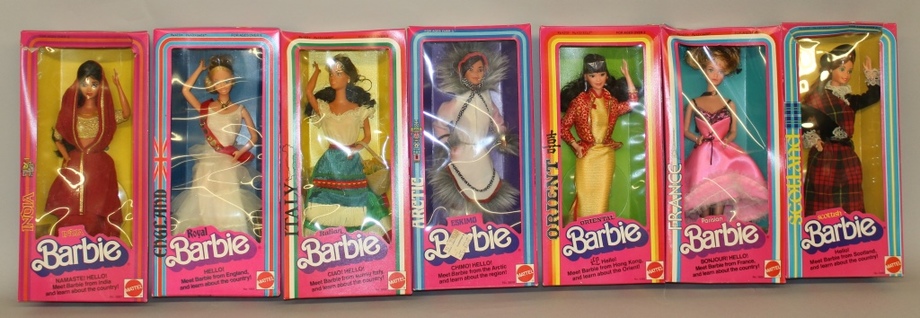 INDIA
Barbie
NAMASTE! HELLO!
Meet Barbie from India
and learn about the country!
MATTEL
ENGLAND
Royal
Barbie
HELLO!
Meet Barbie from England,
and learn about the country!
MATTEL
ITALY
Italian
Barbie
CIAO! HELLO!
Meet Barbie from sunny Italy
and learn about the country!
MATTEL
ARCTIC
ESKIMO
Barbie
CHIMO! HELLO!
Meet Barbie from the Arctic
and learn about the region!
MATTEL
ORIENT
ORIENTAL
Barbie
Hello!
Meet Barbie from Hong Kong,
and learn about the Orient!
MATTEL
FRANCE
Parisian
Barbie
BONJOUR! HELLO!
Meet Barbie from France,
and learn about the country!
MATTEL
SCOTLAND
Scottish
Barbie
Hello!
Meet Barbie from Scotland,
and learn about the country!
MATTEL